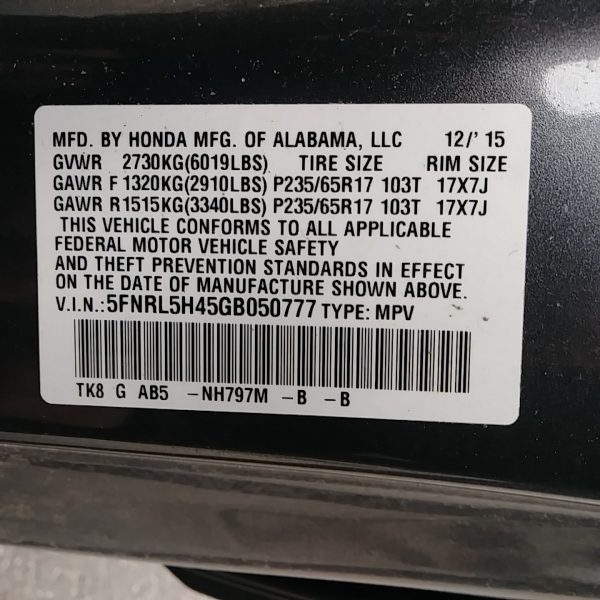 MFD. BY HONDA MFG. OF ALABAMA, LLC 12/' 15
GVWR 2730KG(6019LBS) TIRE SIZE RIM SIZE
GAWR F 1320KG(2910LBS) P235/65R17 103T 17X7J
GAWR R1515KG(3340LBS) P235/65R17 103T 17X7J
THIS VEHICLE CONFORMS TO ALL APPLICABLE
FEDERAL MOTOR VEHICLE SAFETY
AND THEFT PREVENTION STANDARDS IN EFFECT
ON THE DATE OF MANUFACTURE SHOWN ABOVE.
V.I.N.:5FNRL5H45GB050777 TYPE: MPV
TK8 G AB5 -NH797M -B -B